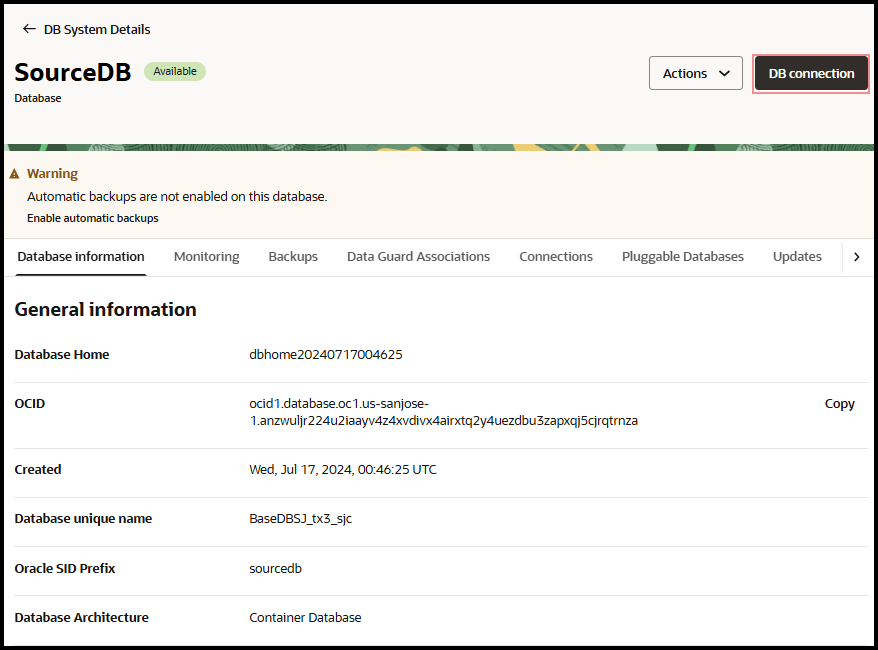 ← DB System Details
SourceDB
Available
Database
Actions
DB connection
Warning
Automatic backups are not enabled on this database.
Enable automatic backups
Database information
Monitoring
Backups
Data Guard Associations
Connections
Pluggable Databases
Updates
General information
Database Home
dbhome20240717004625
OCID
ocid1.database.oc1.us-sanjose-
1.anzwuljr224u2iaayv4z4xvdivx4airxtq2y4uezdbu3zapxqj5cjrqtrnza
Copy
Created
Wed, Jul 17, 2024, 00:46:25 UTC
Database unique name
BaseDBSJ_tx3_sjc
Oracle SID Prefix
sourcedb
Database Architecture
Container Database